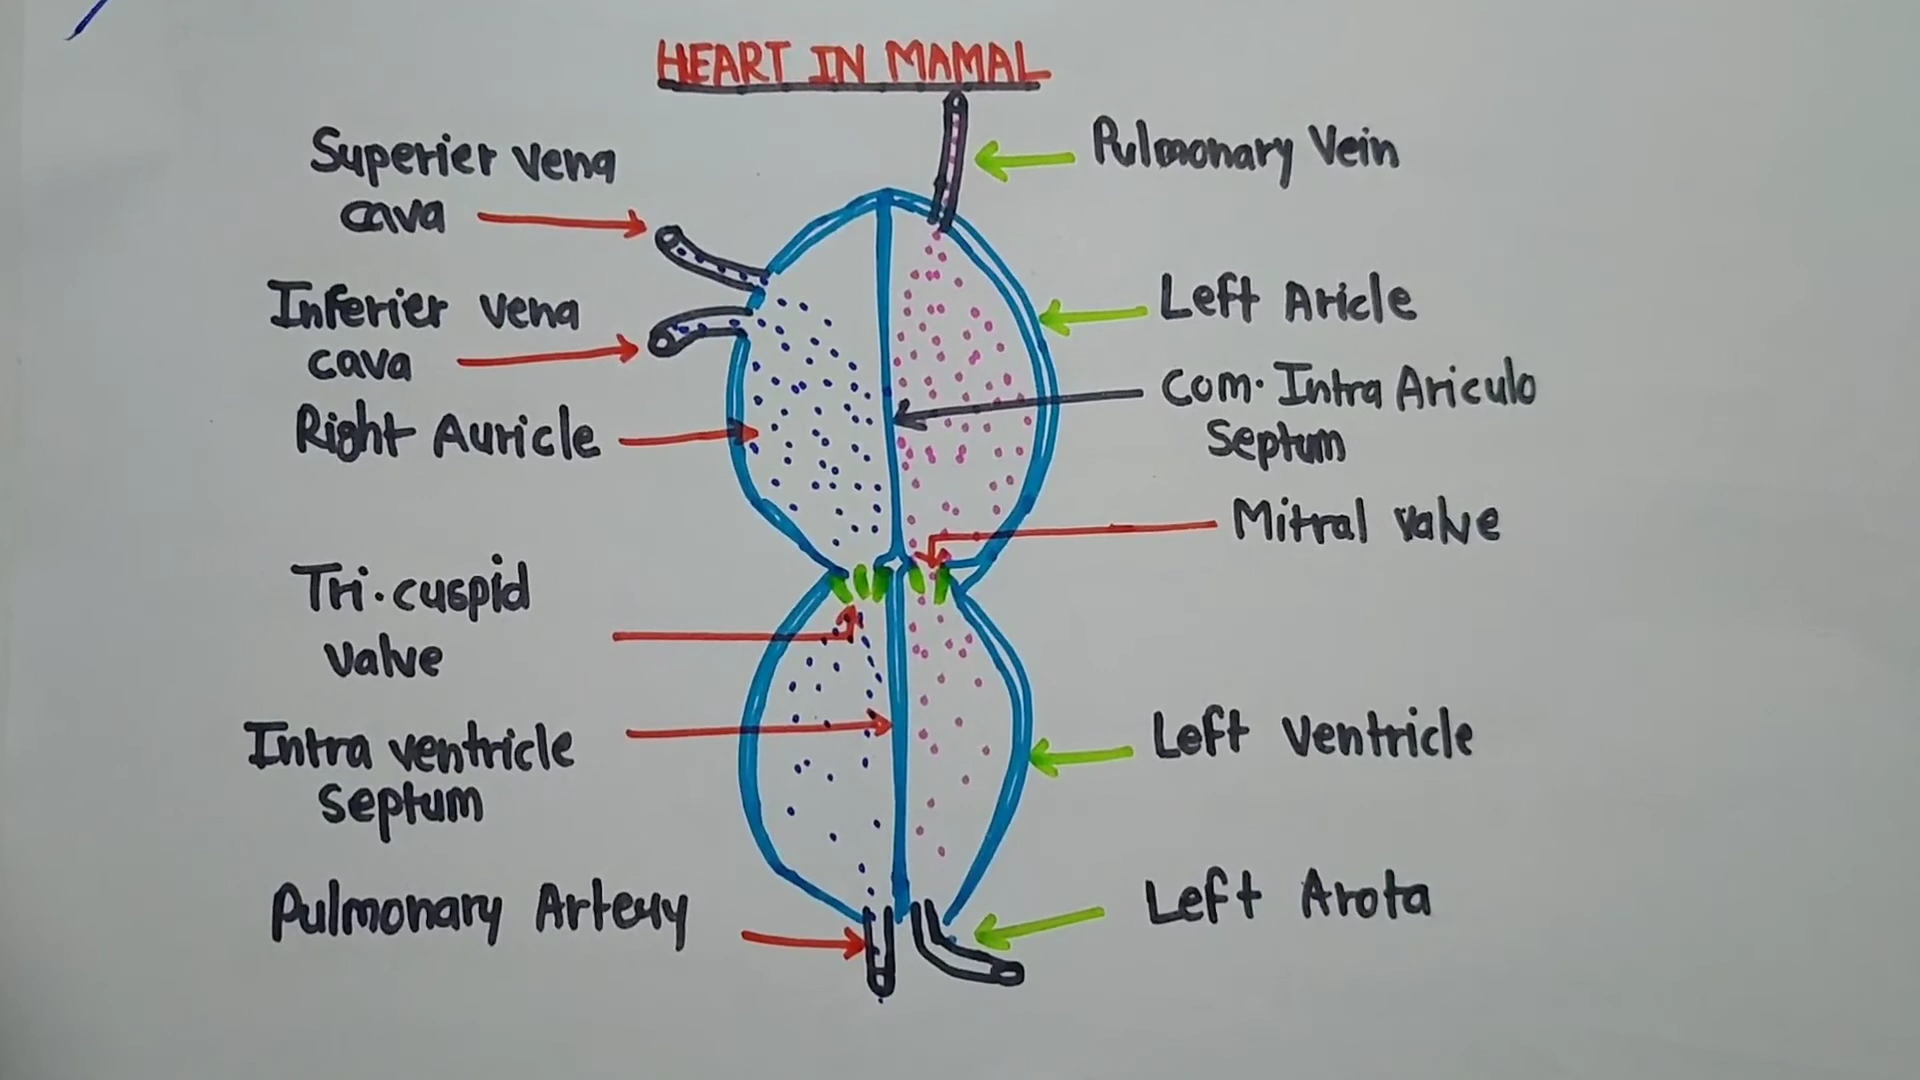 HEART IN MAMAL
Superier vena
cava
Inferier vena
cava
Right Auricle
Tri.cuspid
valve
Intra ventricle
septum
Pulmonary Artery
Pulmonary Vein
Left Aricle
Com. Intra Ariculo
Septum
Mitral valve
Left Ventricle
Left Arota